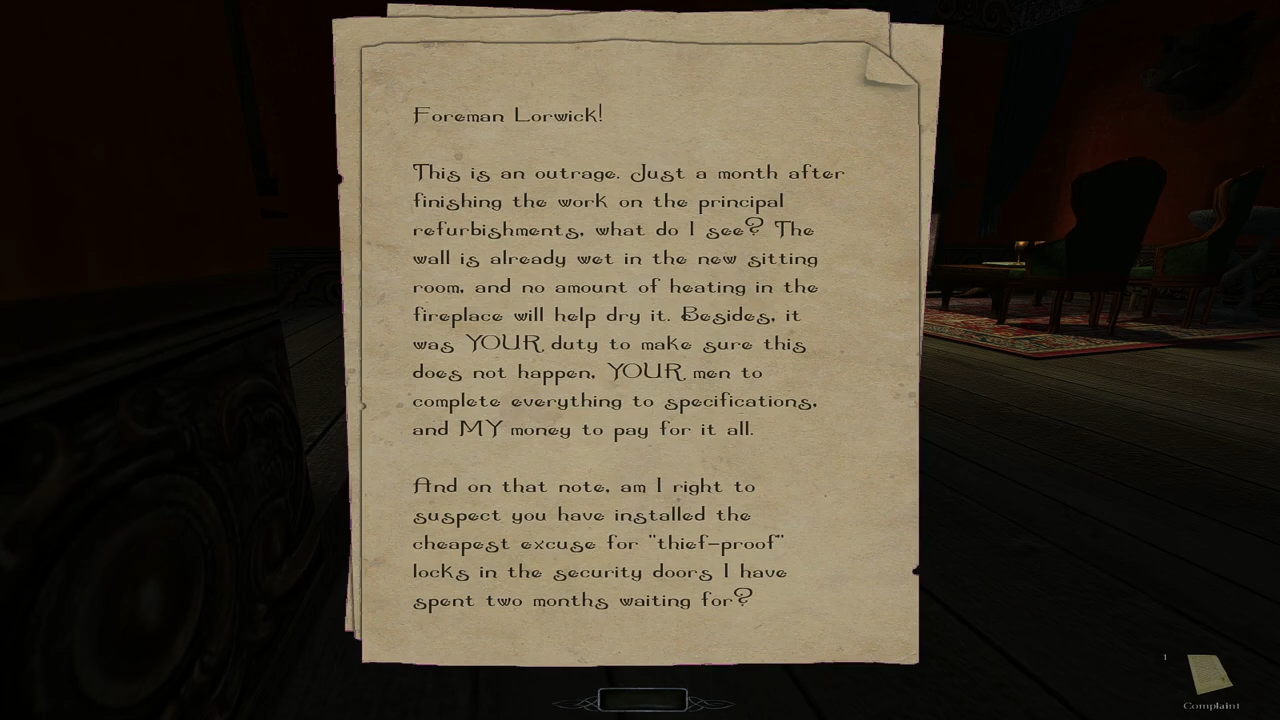 Foreman Lorwick!
This is an outrage. Just a month after
finishing the work on the principal
refurbishments, what do I see? The
wall is already wet in the new sitting
room, and no amount of heating in the
fireplace will help dry it. Besides, it
was YOUR duty to make sure this
does not happen, YOUR men to
complete everything to specifications,
and MY money to pay for it all.
And on that note, am I right to
suspect you have installed the
cheapest excuse for "thief-proof"
locks in the security doors I have
spent two months waiting for?
1
Complaint